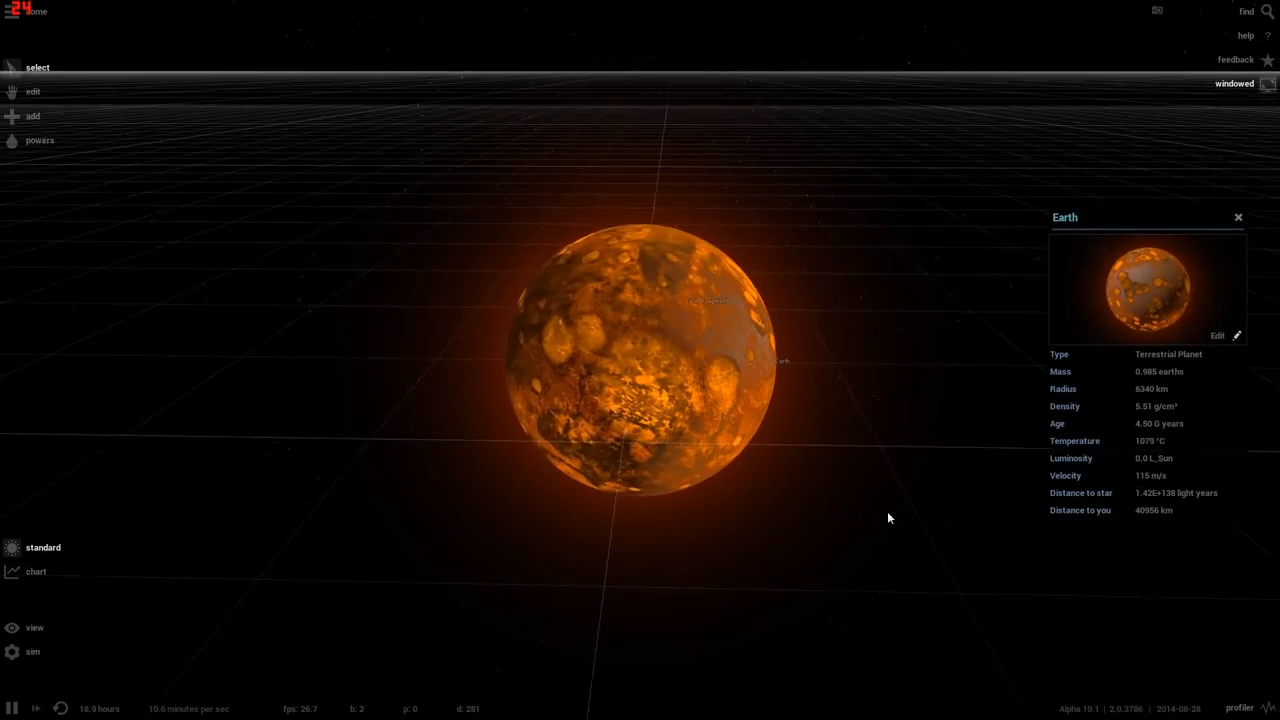 24
ome
find
help
feedback
windowed
select
edit
add
powers
Earth
Edit
Type Terrestrial Planet
Mass 0.985 earths
Radius 6340 km
Density 5.51 g/cm³
Age 4.50 G years
Temperature 1079 °C
Luminosity 0.0 L_Sun
Velocity 115 m/s
Distance to star 1.42E+138 light years
Distance to you 40956 km
Earth
standard
chart
view
sim
18.9 hours 10.6 minutes per sec fps: 26.7 b: 2 p: 0 d: 281
Alpha 10.1 | 2.0.3786 | 2014-08-28 profiler